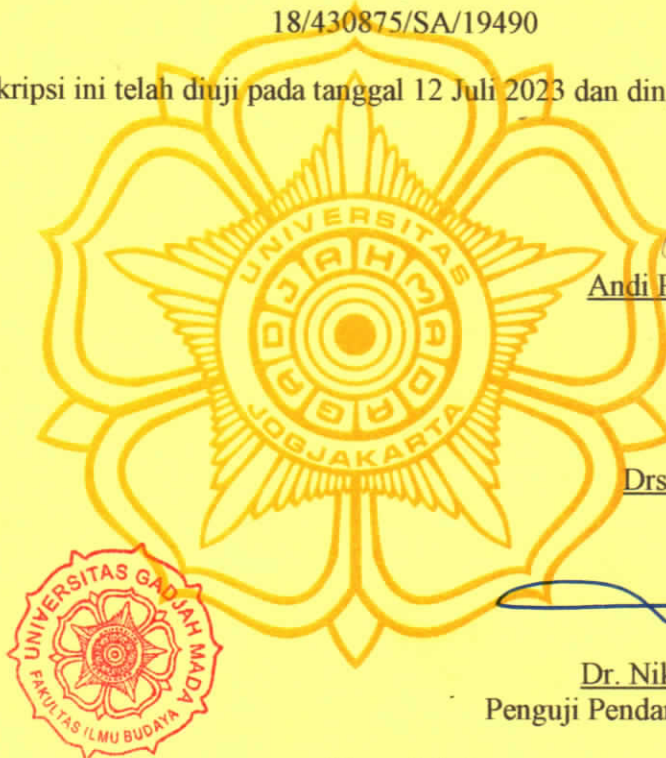 18/430875/SA/19490
kripsi ini telah diuji pada tanggal 12 Juli 2023 dan din
UNIVERSITAS
GADJAH MADA
JOGJAKARTA
Andi
Drs
UNIVERSITAS GADJAH MADA
FAKULTAS ILMU BUDAYA
Dr. Nik
Penguji Pendar